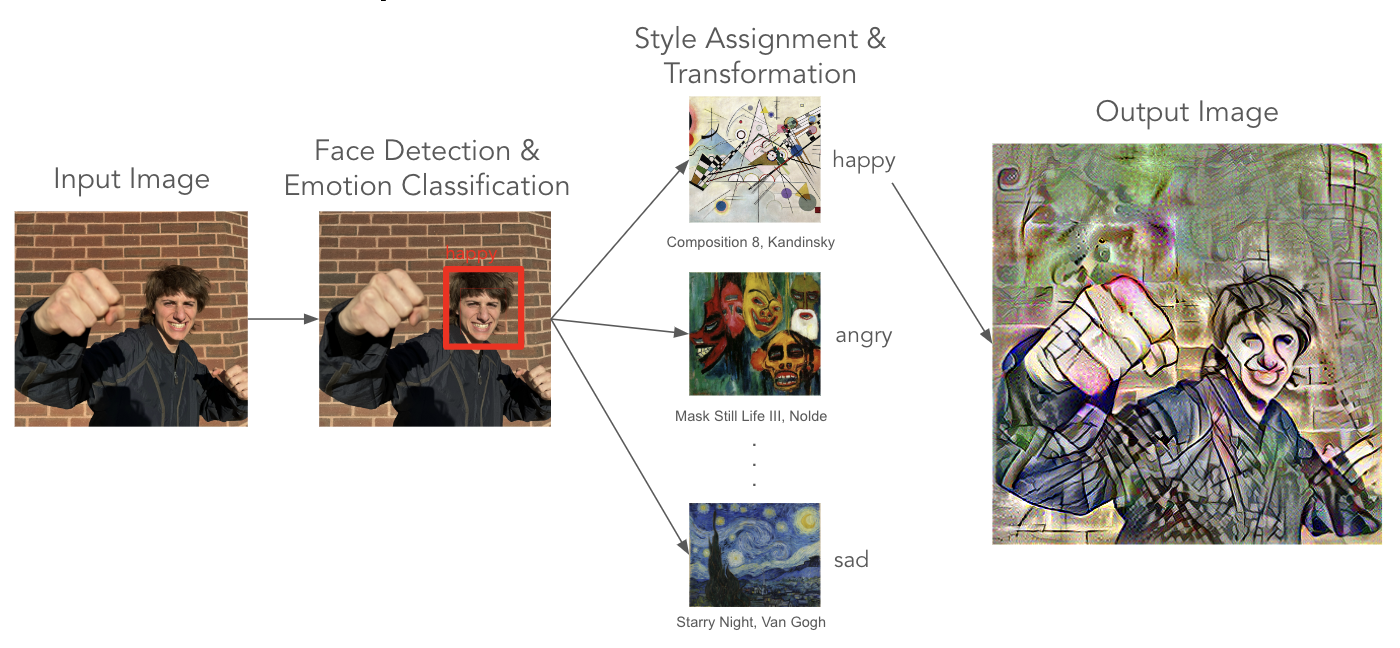 Style Assignment &
Transformation
Output Image
Face Detection &
Emotion Classification
Input Image
happy
happy
Composition 8, Kandinsky
angry
Mask Still Life III, Nolde
sad
Starry Night, Van Gogh